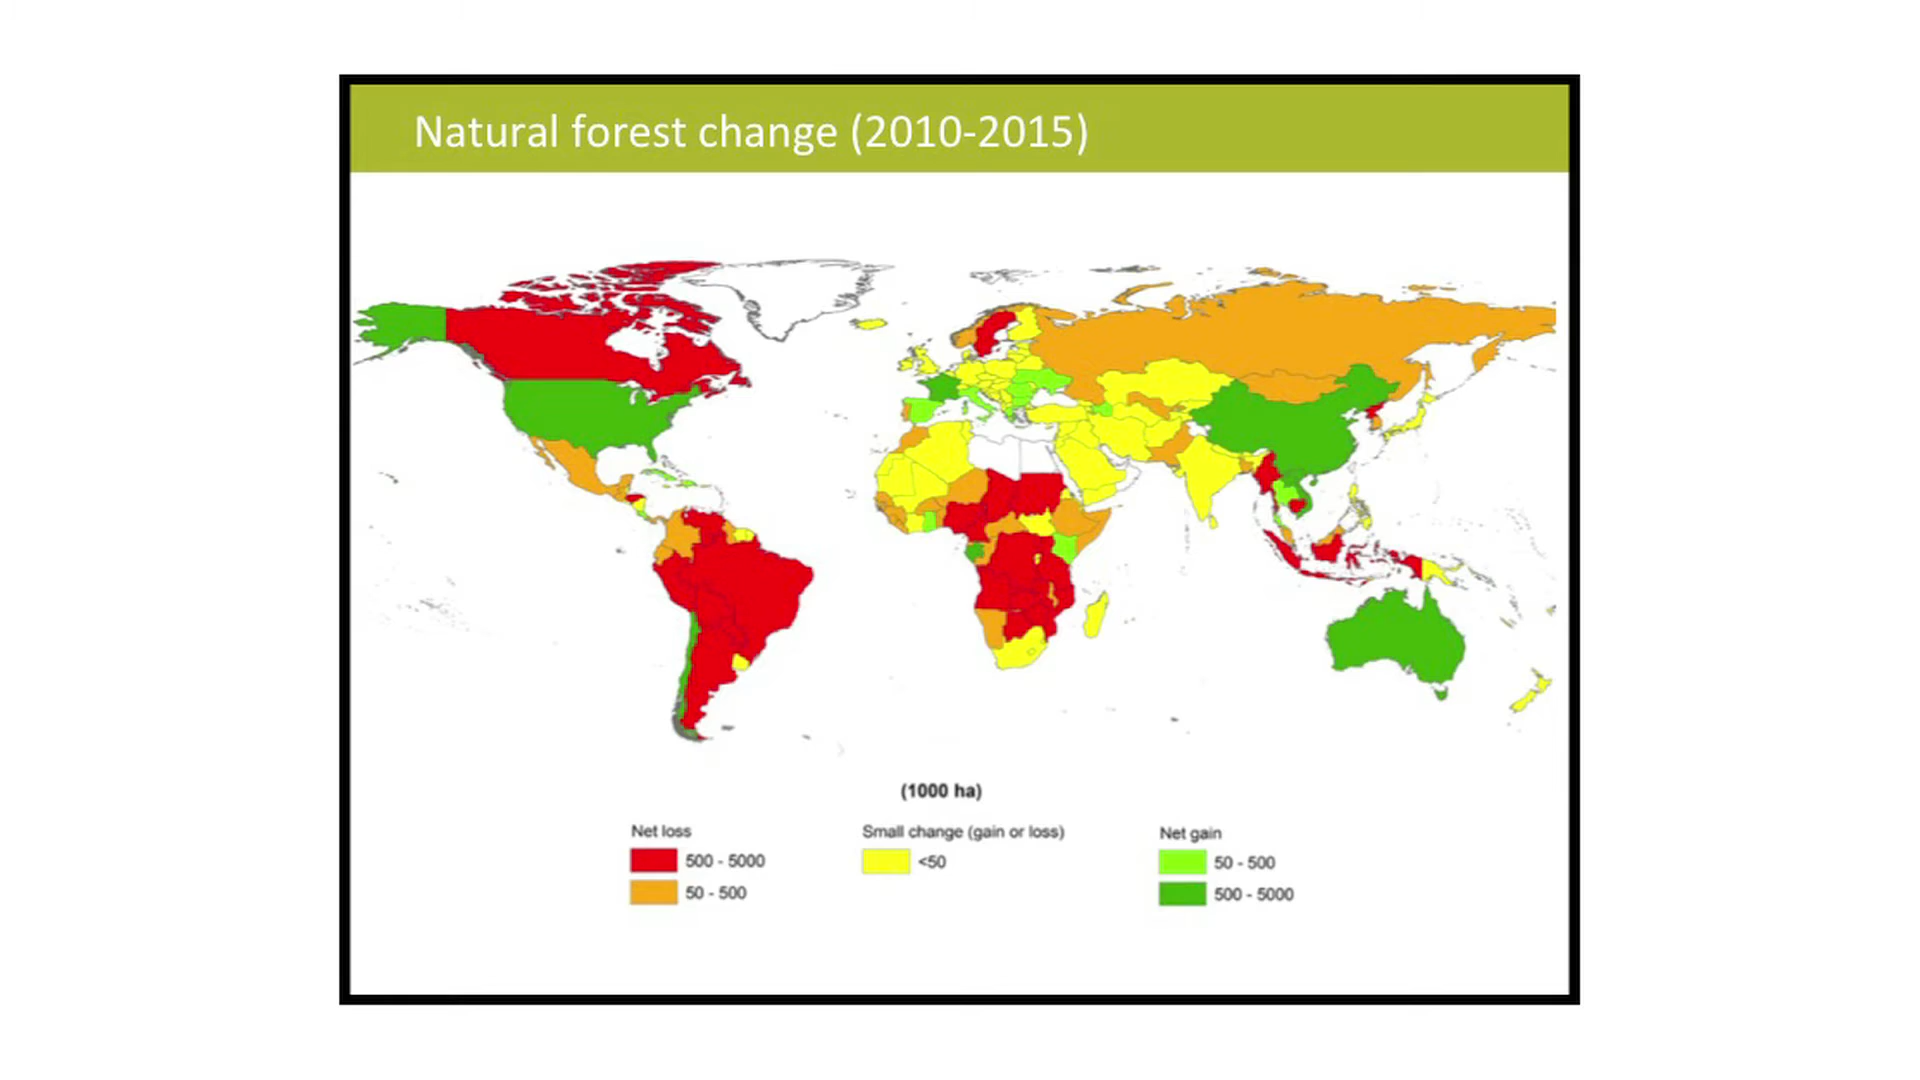 Natural forest change (2010-2015)
(1000 ha)
Net loss
500 - 5000
50 - 500
Small change (gain or loss)
<50
Net gain
50 - 500
500 - 5000